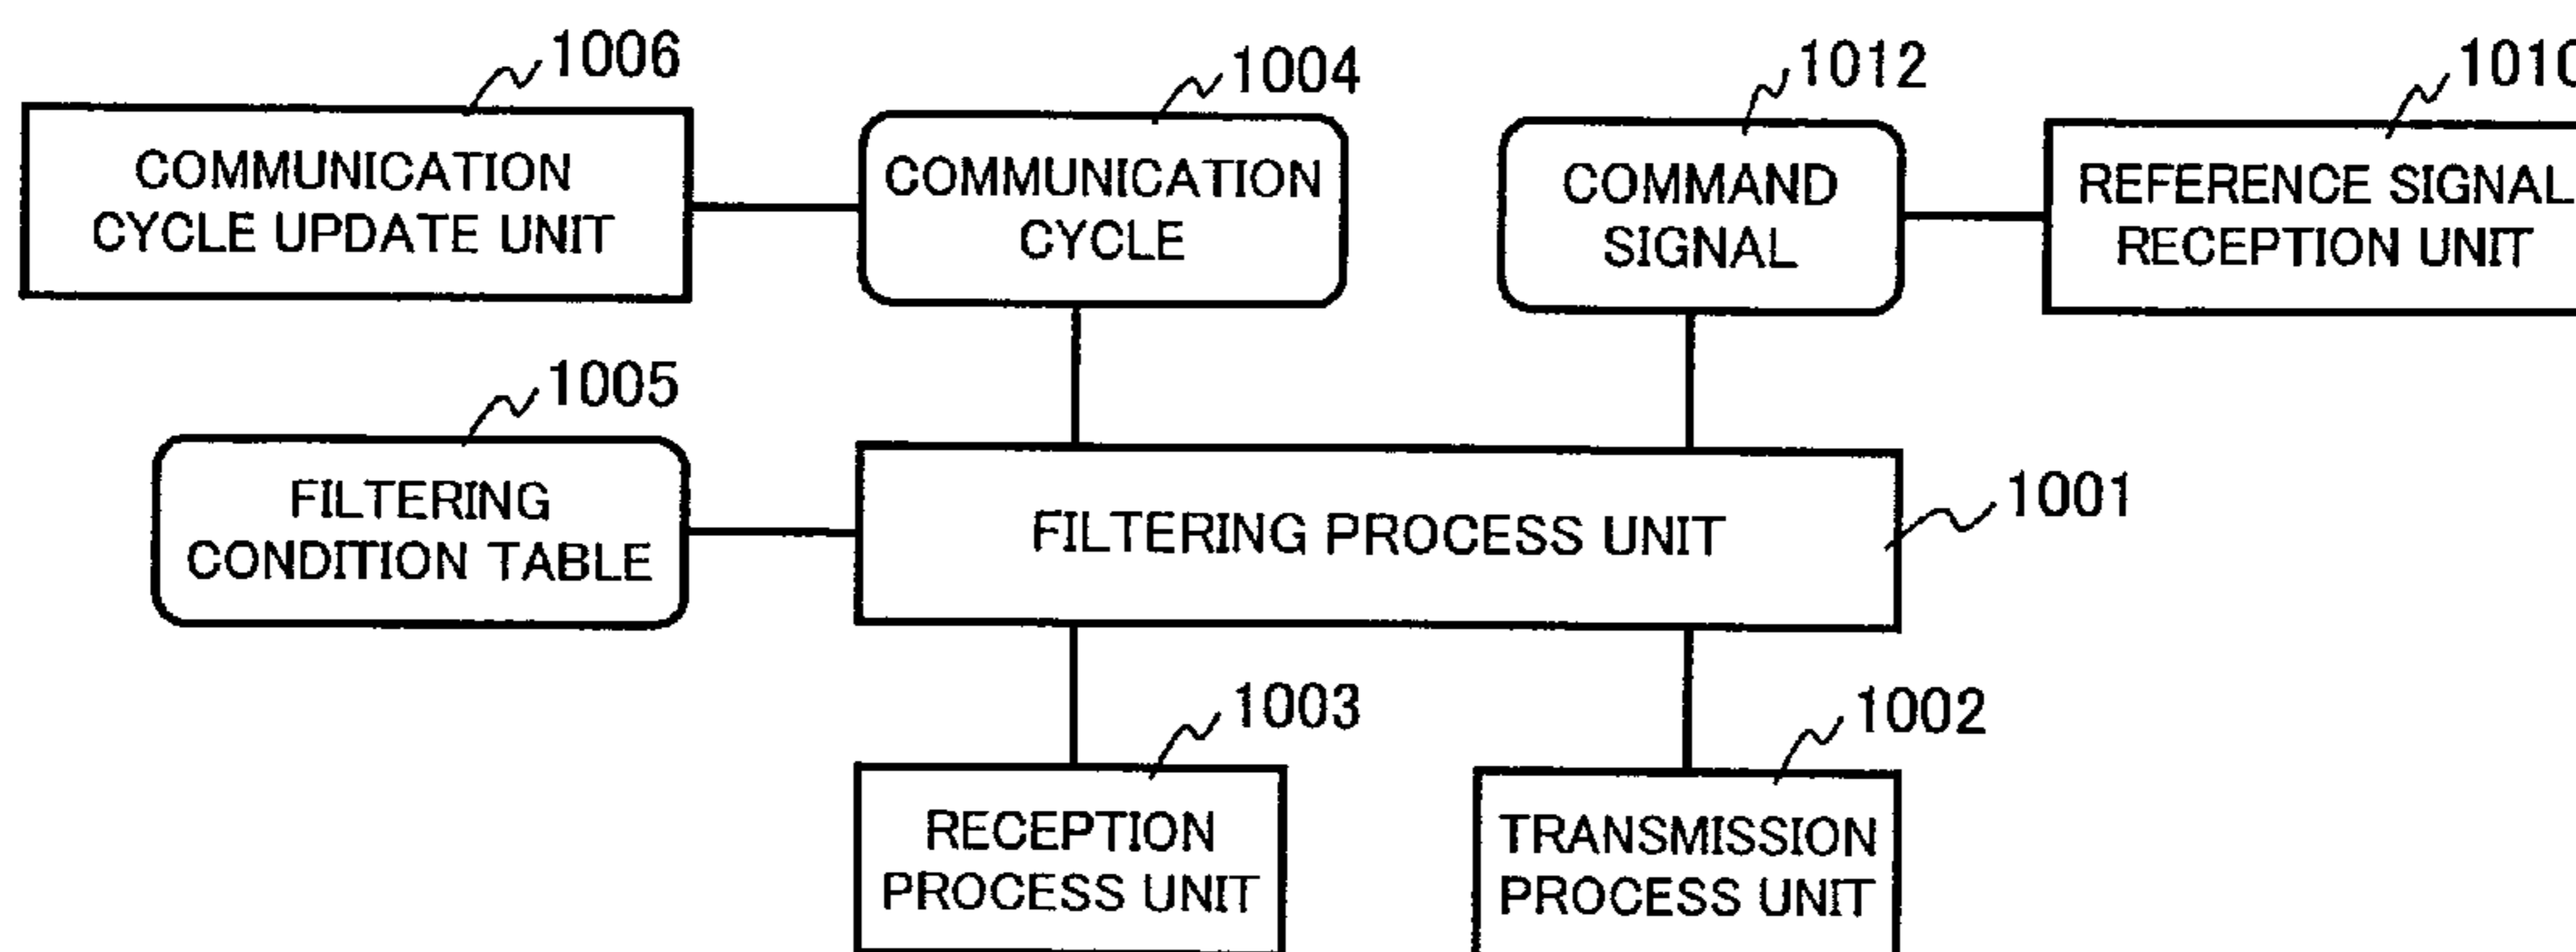 1006
1004
1012
1010
COMMUNICATION
CYCLE UPDATE UNIT
COMMUNICATION
CYCLE
COMMAND
SIGNAL
REFERENCE SIGNAL
RECEPTION UNIT
1005
FILTERING
CONDITION TABLE
FILTERING PROCESS UNIT
1001
1003
1002
RECEPTION
PROCESS UNIT
TRANSMISSION
PROCESS UNIT